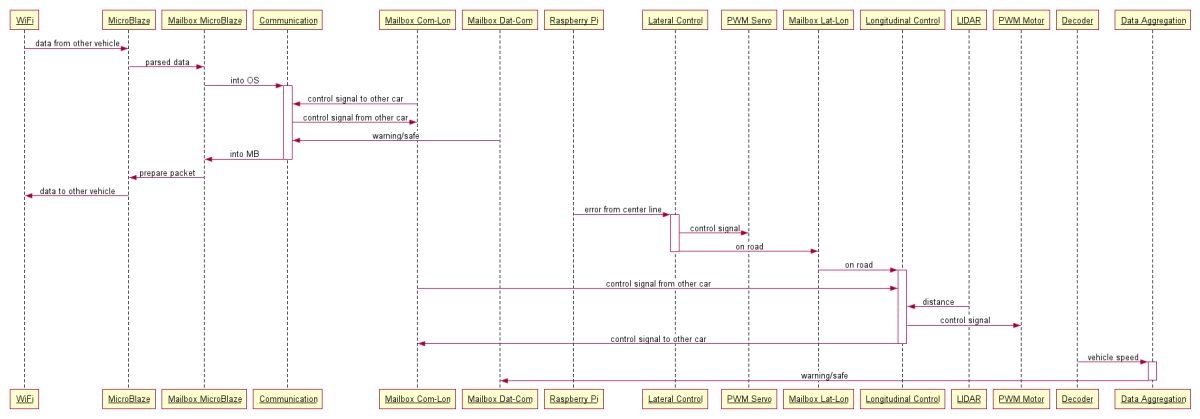 WiFi MicroBlaze Mailbox MicroBlaze Communication Mailbox Com-Lon Mailbox Dat-Com Raspberry Pi Lateral Control PWM Servo Mailbox Lat-Lon Longitudinal Control LIDAR PWM Motor Decoder Data Aggregation
data from other vehicle
parsed data
into OS
control signal to other car
control signal from other car
warning/safe
into MB
prepare packet
data to other vehicle
error from center line
control signal
on road
on road
control signal from other car
distance
control signal
control signal to other car
vehicle speed
warning/safe
WiFi MicroBlaze Mailbox MicroBlaze Communication Mailbox Com-Lon Mailbox Dat-Com Raspberry Pi Lateral Control PWM Servo Mailbox Lat-Lon Longitudinal Control LIDAR PWM Motor Decoder Data Aggregation